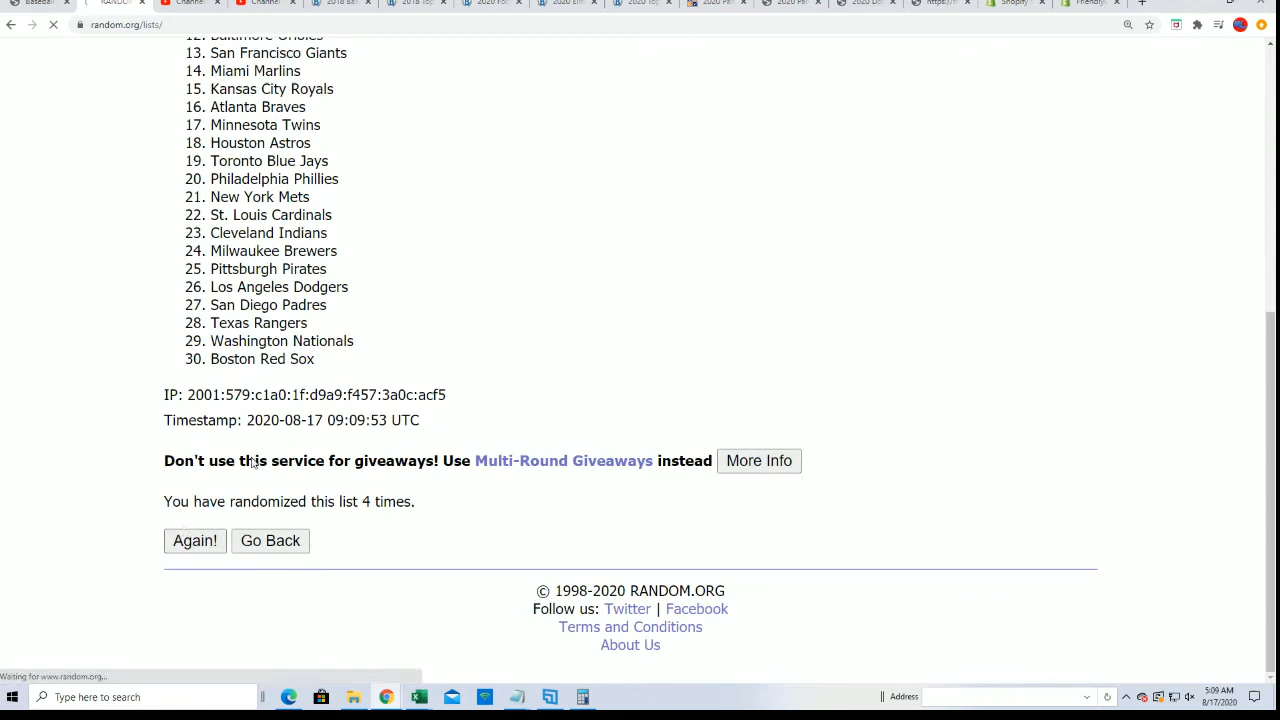 random.org/lists/
12. Baltimore Orioles
13. San Francisco Giants
14. Miami Marlins
15. Kansas City Royals
16. Atlanta Braves
17. Minnesota Twins
18. Houston Astros
19. Toronto Blue Jays
20. Philadelphia Phillies
21. New York Mets
22. St. Louis Cardinals
23. Cleveland Indians
24. Milwaukee Brewers
25. Pittsburgh Pirates
26. Los Angeles Dodgers
27. San Diego Padres
28. Texas Rangers
29. Washington Nationals
30. Boston Red Sox
IP: 2001:579:c1a0:1f:d9a9:f457:3a0c:acf5
Timestamp: 2020-08-17 09:09:53 UTC
Don't use this service for giveaways! Use Multi-Round Giveaways instead More Info
You have randomized this list 4 times.
Again! Go Back
© 1998-2020 RANDOM.ORG
Follow us: Twitter | Facebook
Terms and Conditions
About Us
Waiting for www.random.org...
Type here to search
Address
5:09 AM
8/17/2020